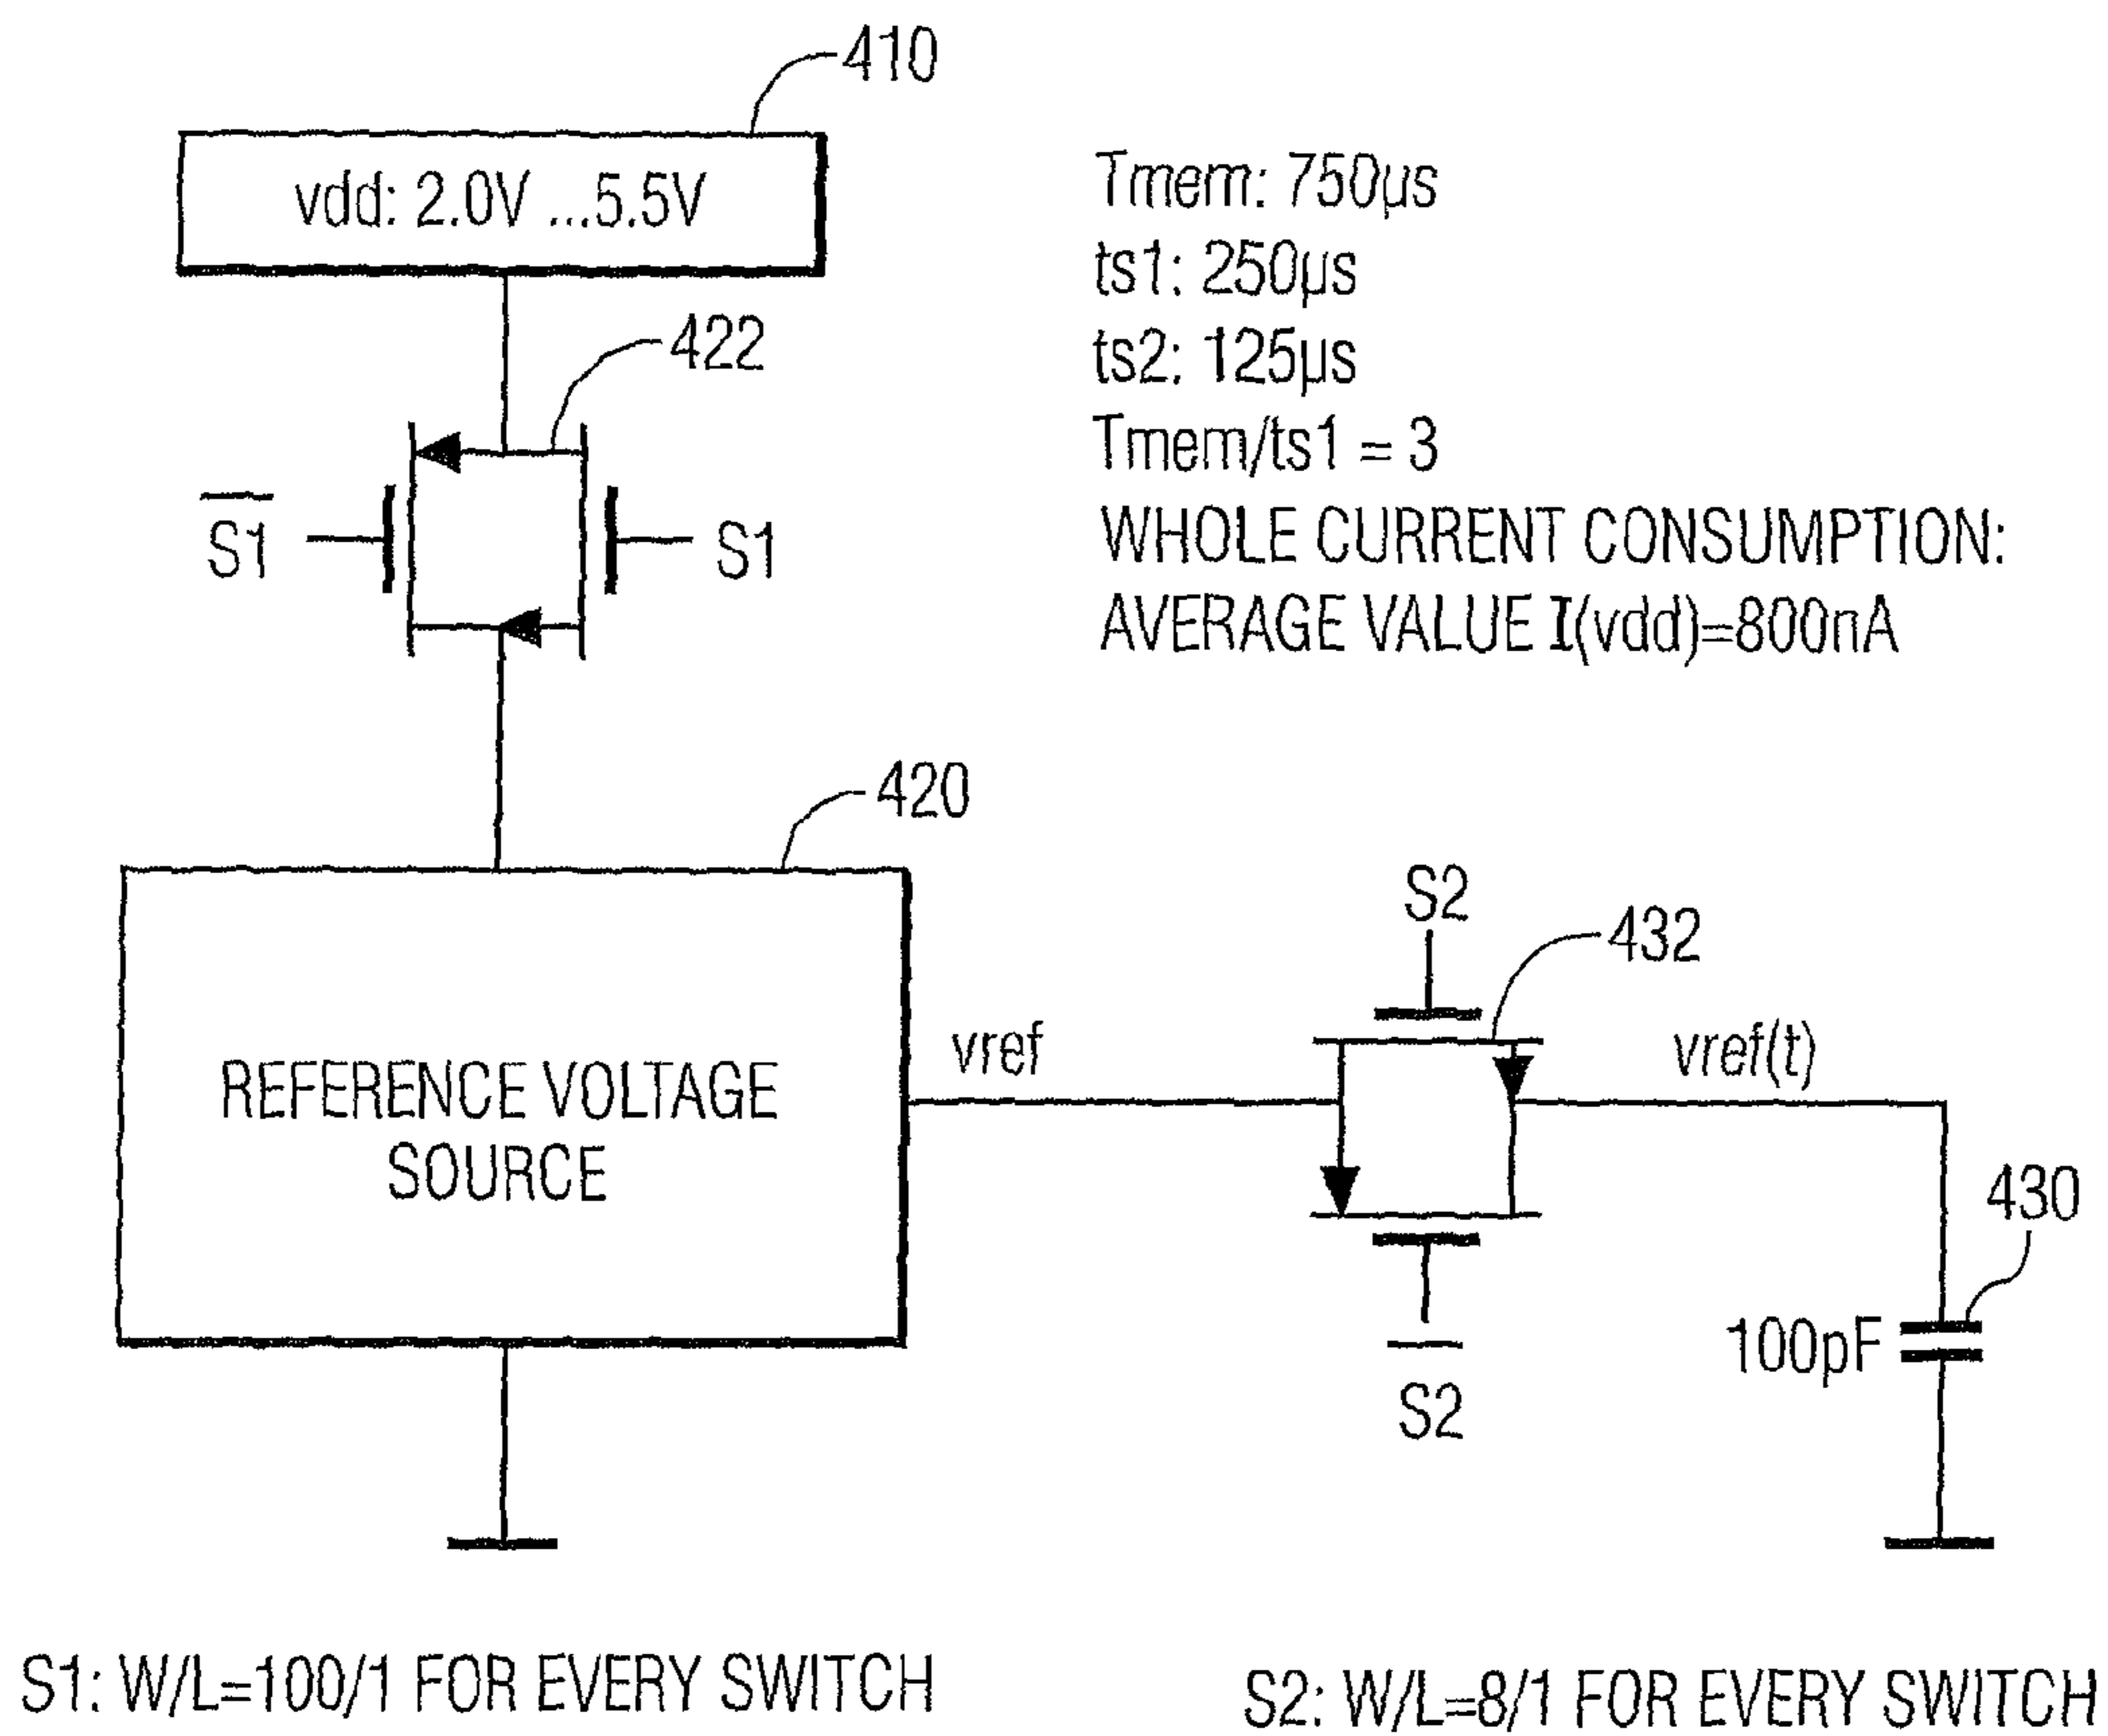 410
vdd: 2.0V ...5.5V
Tmem: 750µs
ts1: 250µs
ts2: 125µs
Tmem/ts1 = 3
WHOLE CURRENT CONSUMPTION:
AVERAGE VALUE I(vdd)=800nA
422
S1
S1
420
REFERENCE VOLTAGE
SOURCE
vref
S2
432
vref(t)
S2
430
100pF
S1: W/L=100/1 FOR EVERY SWITCH
S2: W/L=8/1 FOR EVERY SWITCH